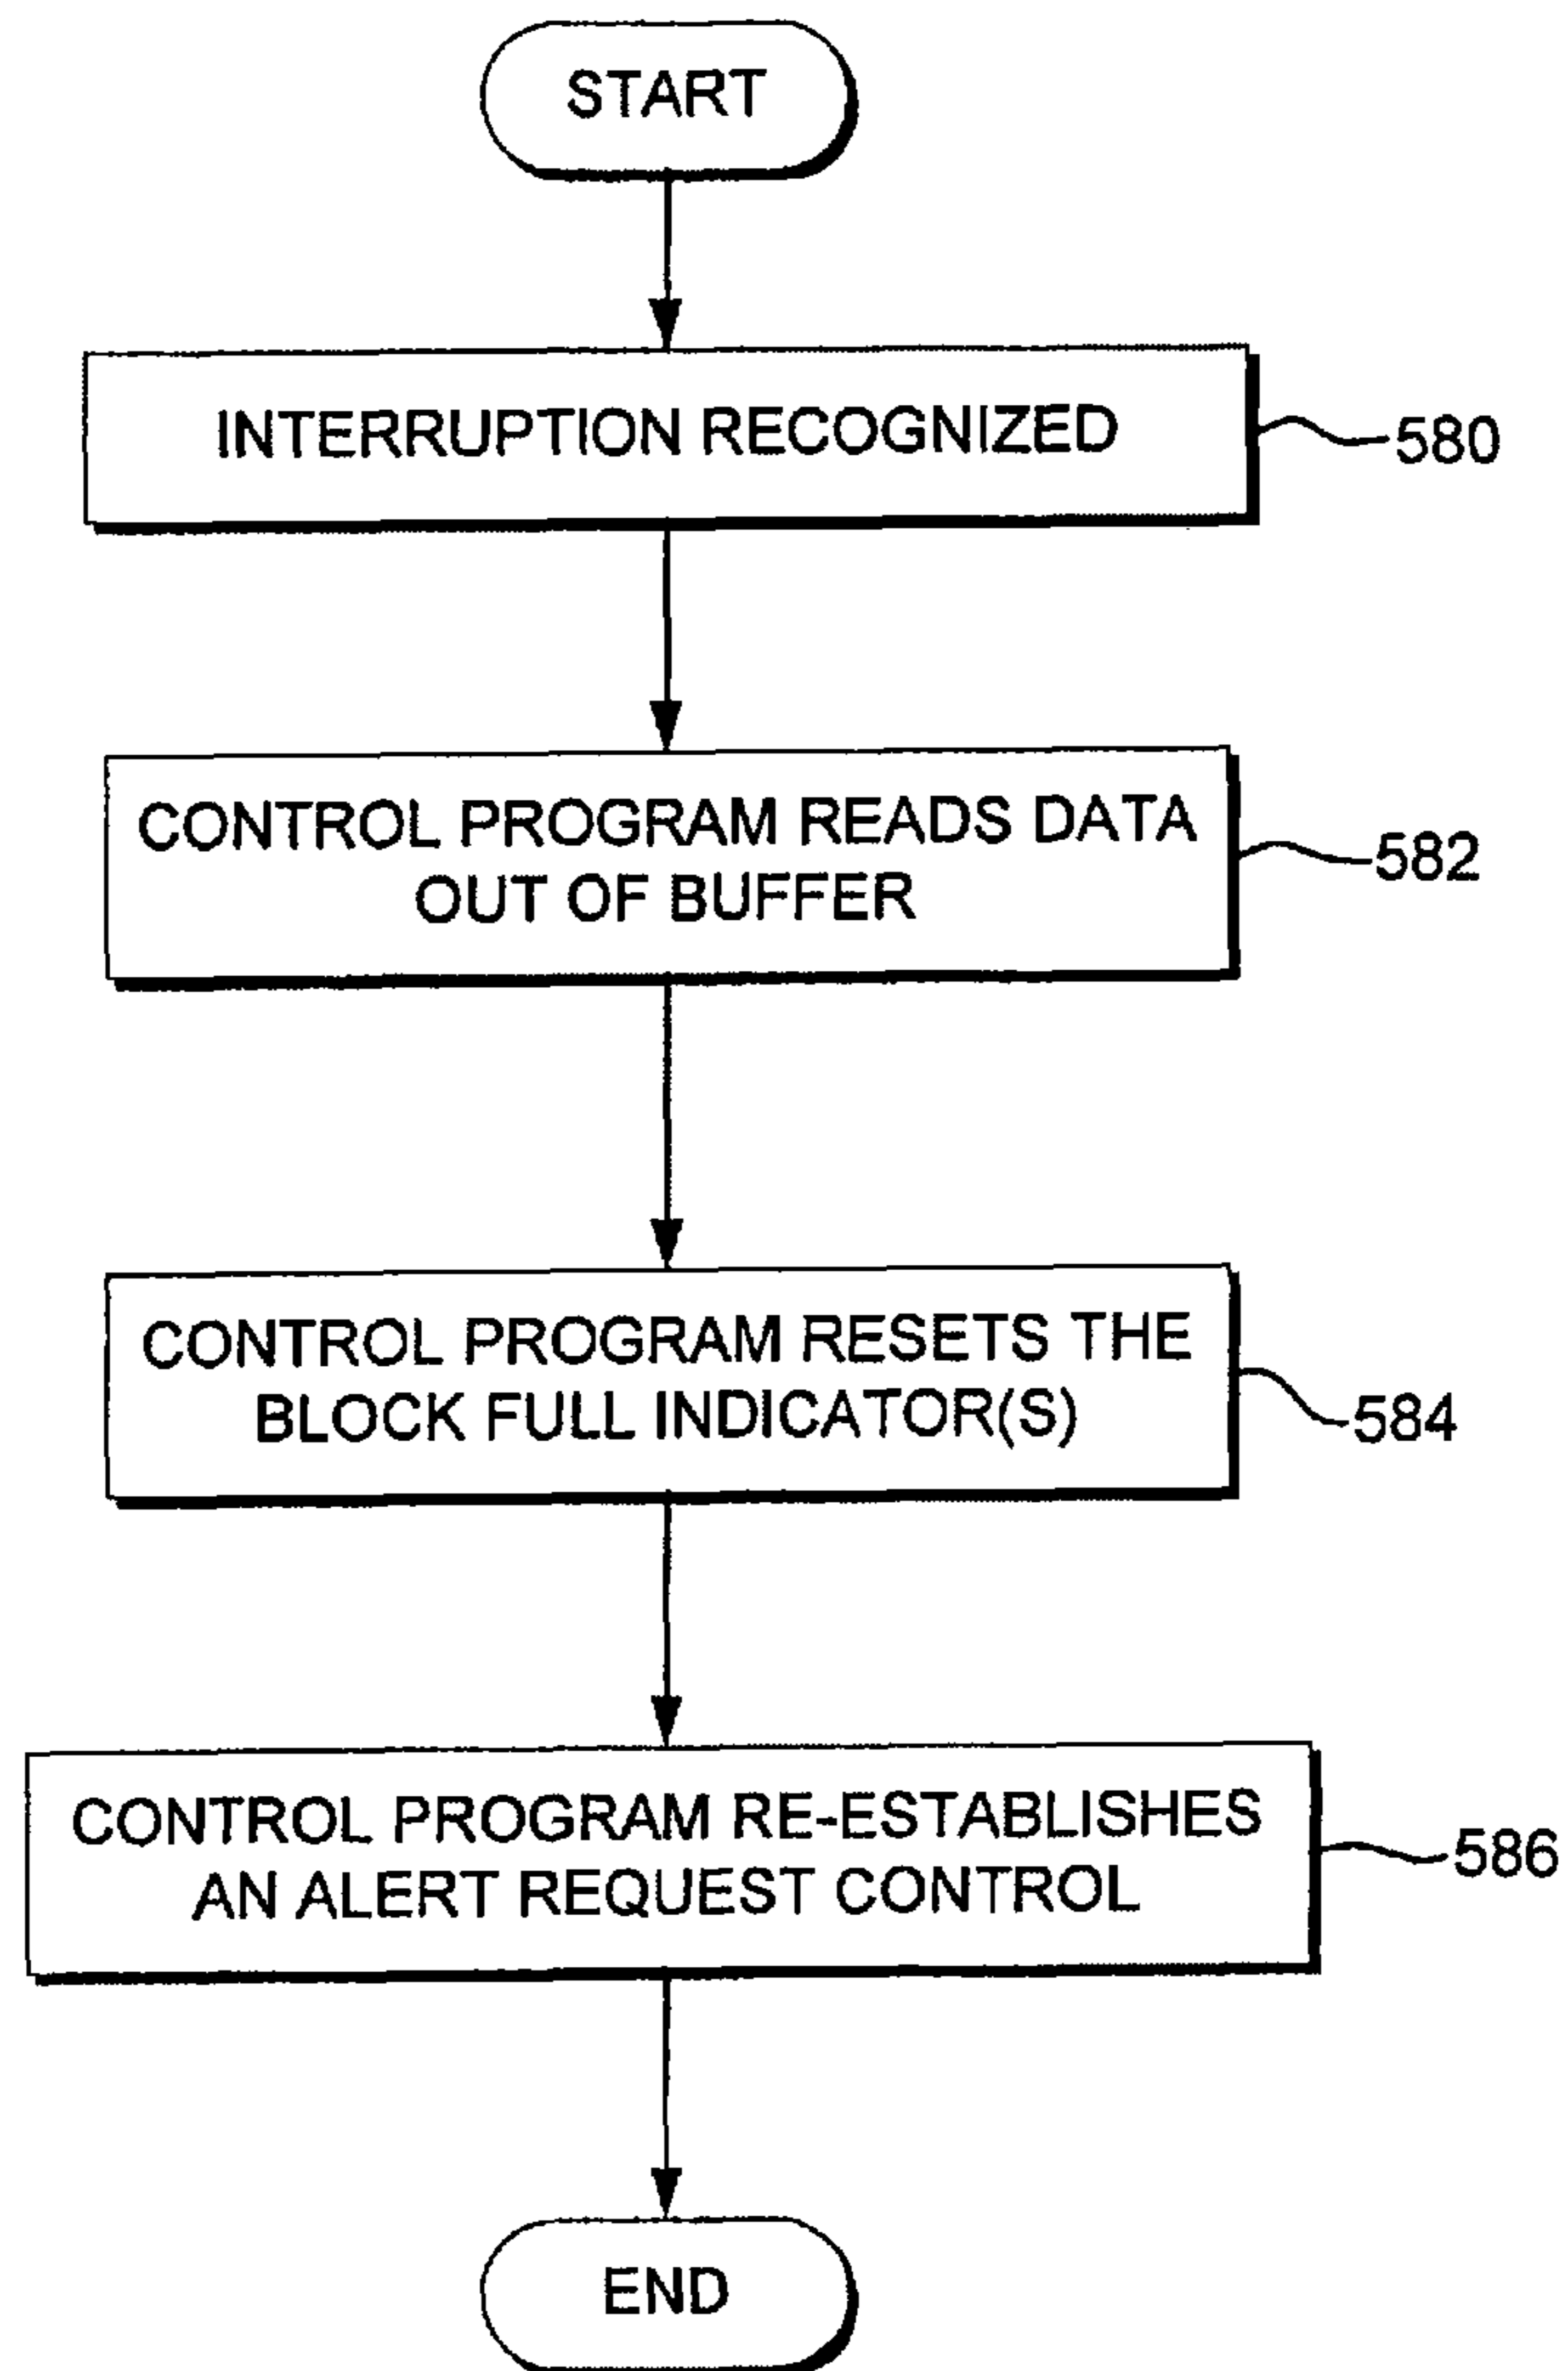 START
INTERRUPTION RECOGNIZED
580
CONTROL PROGRAM READS DATA
OUT OF BUFFER
582
CONTROL PROGRAM RESETS THE
BLOCK FULL INDICATOR(S)
584
CONTROL PROGRAM RE-ESTABLISHES
AN ALERT REQUEST CONTROL
586
END